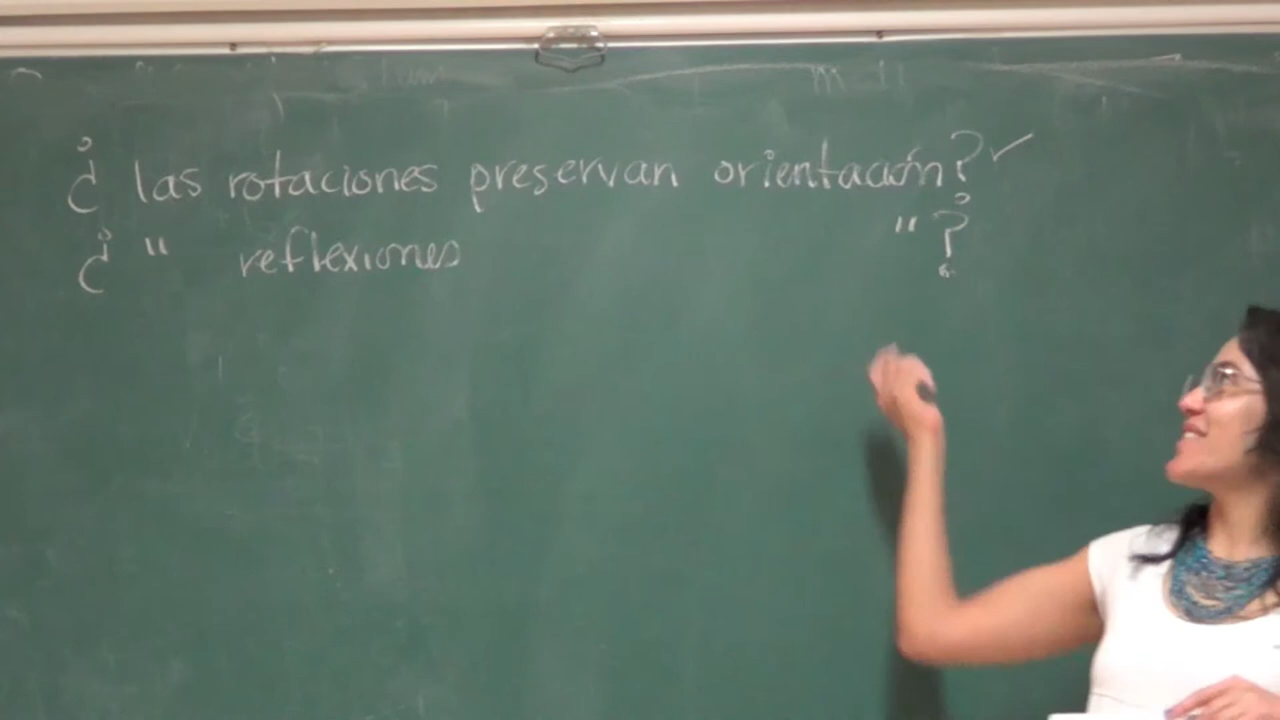 ¿ las rotaciones preservan orientación? ✓
¿ " reflexiones " ?